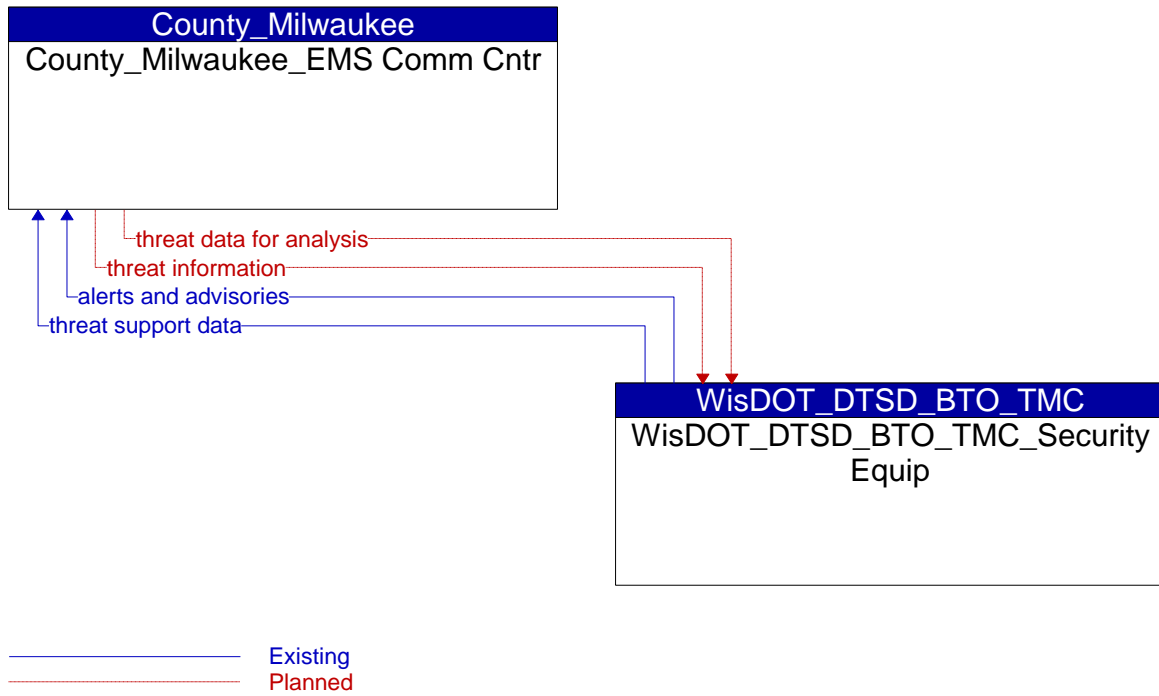 County_Milwaukee
County_Milwaukee_EMS Comm Cntr
threat data for analysis
threat information
alerts and advisories
threat support data
WisDOT_DTSD_BTO_TMC
WisDOT_DTSD_BTO_TMC_Security
Equip
Existing
Planned